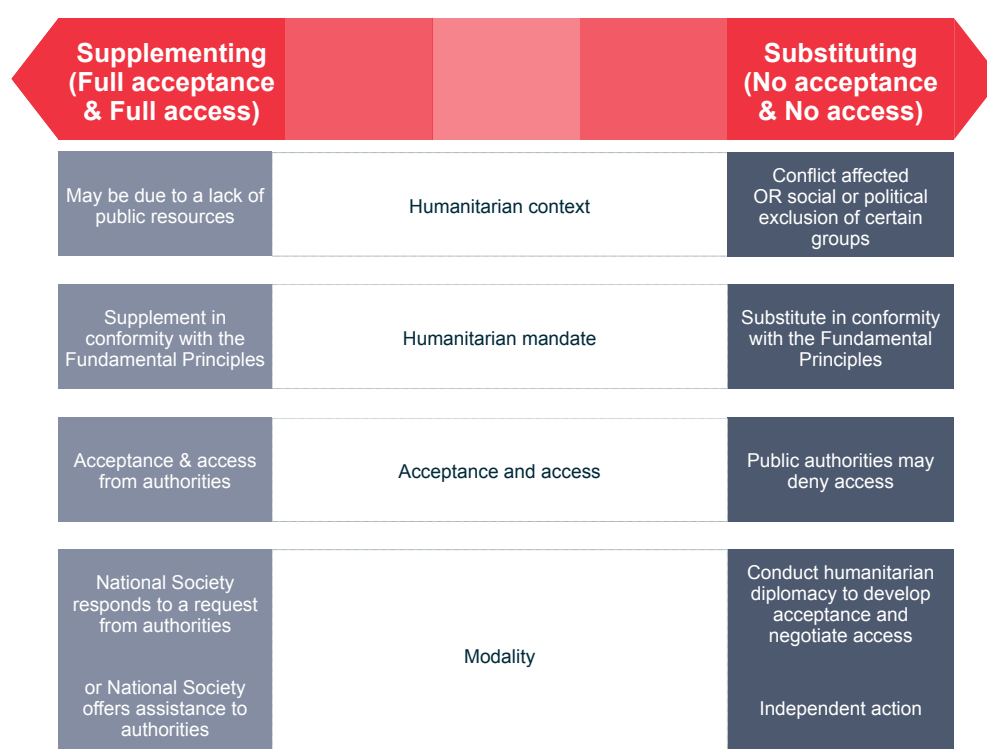 Supplementing
(Full acceptance
& Full access)
Substituting
(No acceptance
& No access)
May be due to a lack of
public resources
Humanitarian context
Conflict affected
OR social or political
exclusion of certain
groups
Supplement in
conformity with the
Fundamental Principles
Humanitarian mandate
Substitute in conformity
with the Fundamental
Principles
Acceptance & access
from authorities
Acceptance and access
Public authorities may
deny access
National Society
responds to a request
from authorities
or National Society
offers assistance to
authorities
Modality
Conduct humanitarian
diplomacy to develop
acceptance and
negotiate access
Independent action